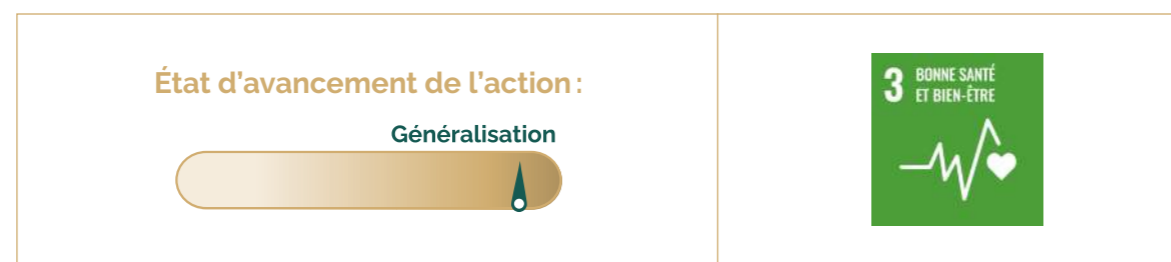 État d’avancement de l’action :
Généralisation
3 BONNE SANTÉ
ET BIEN-ÊTRE